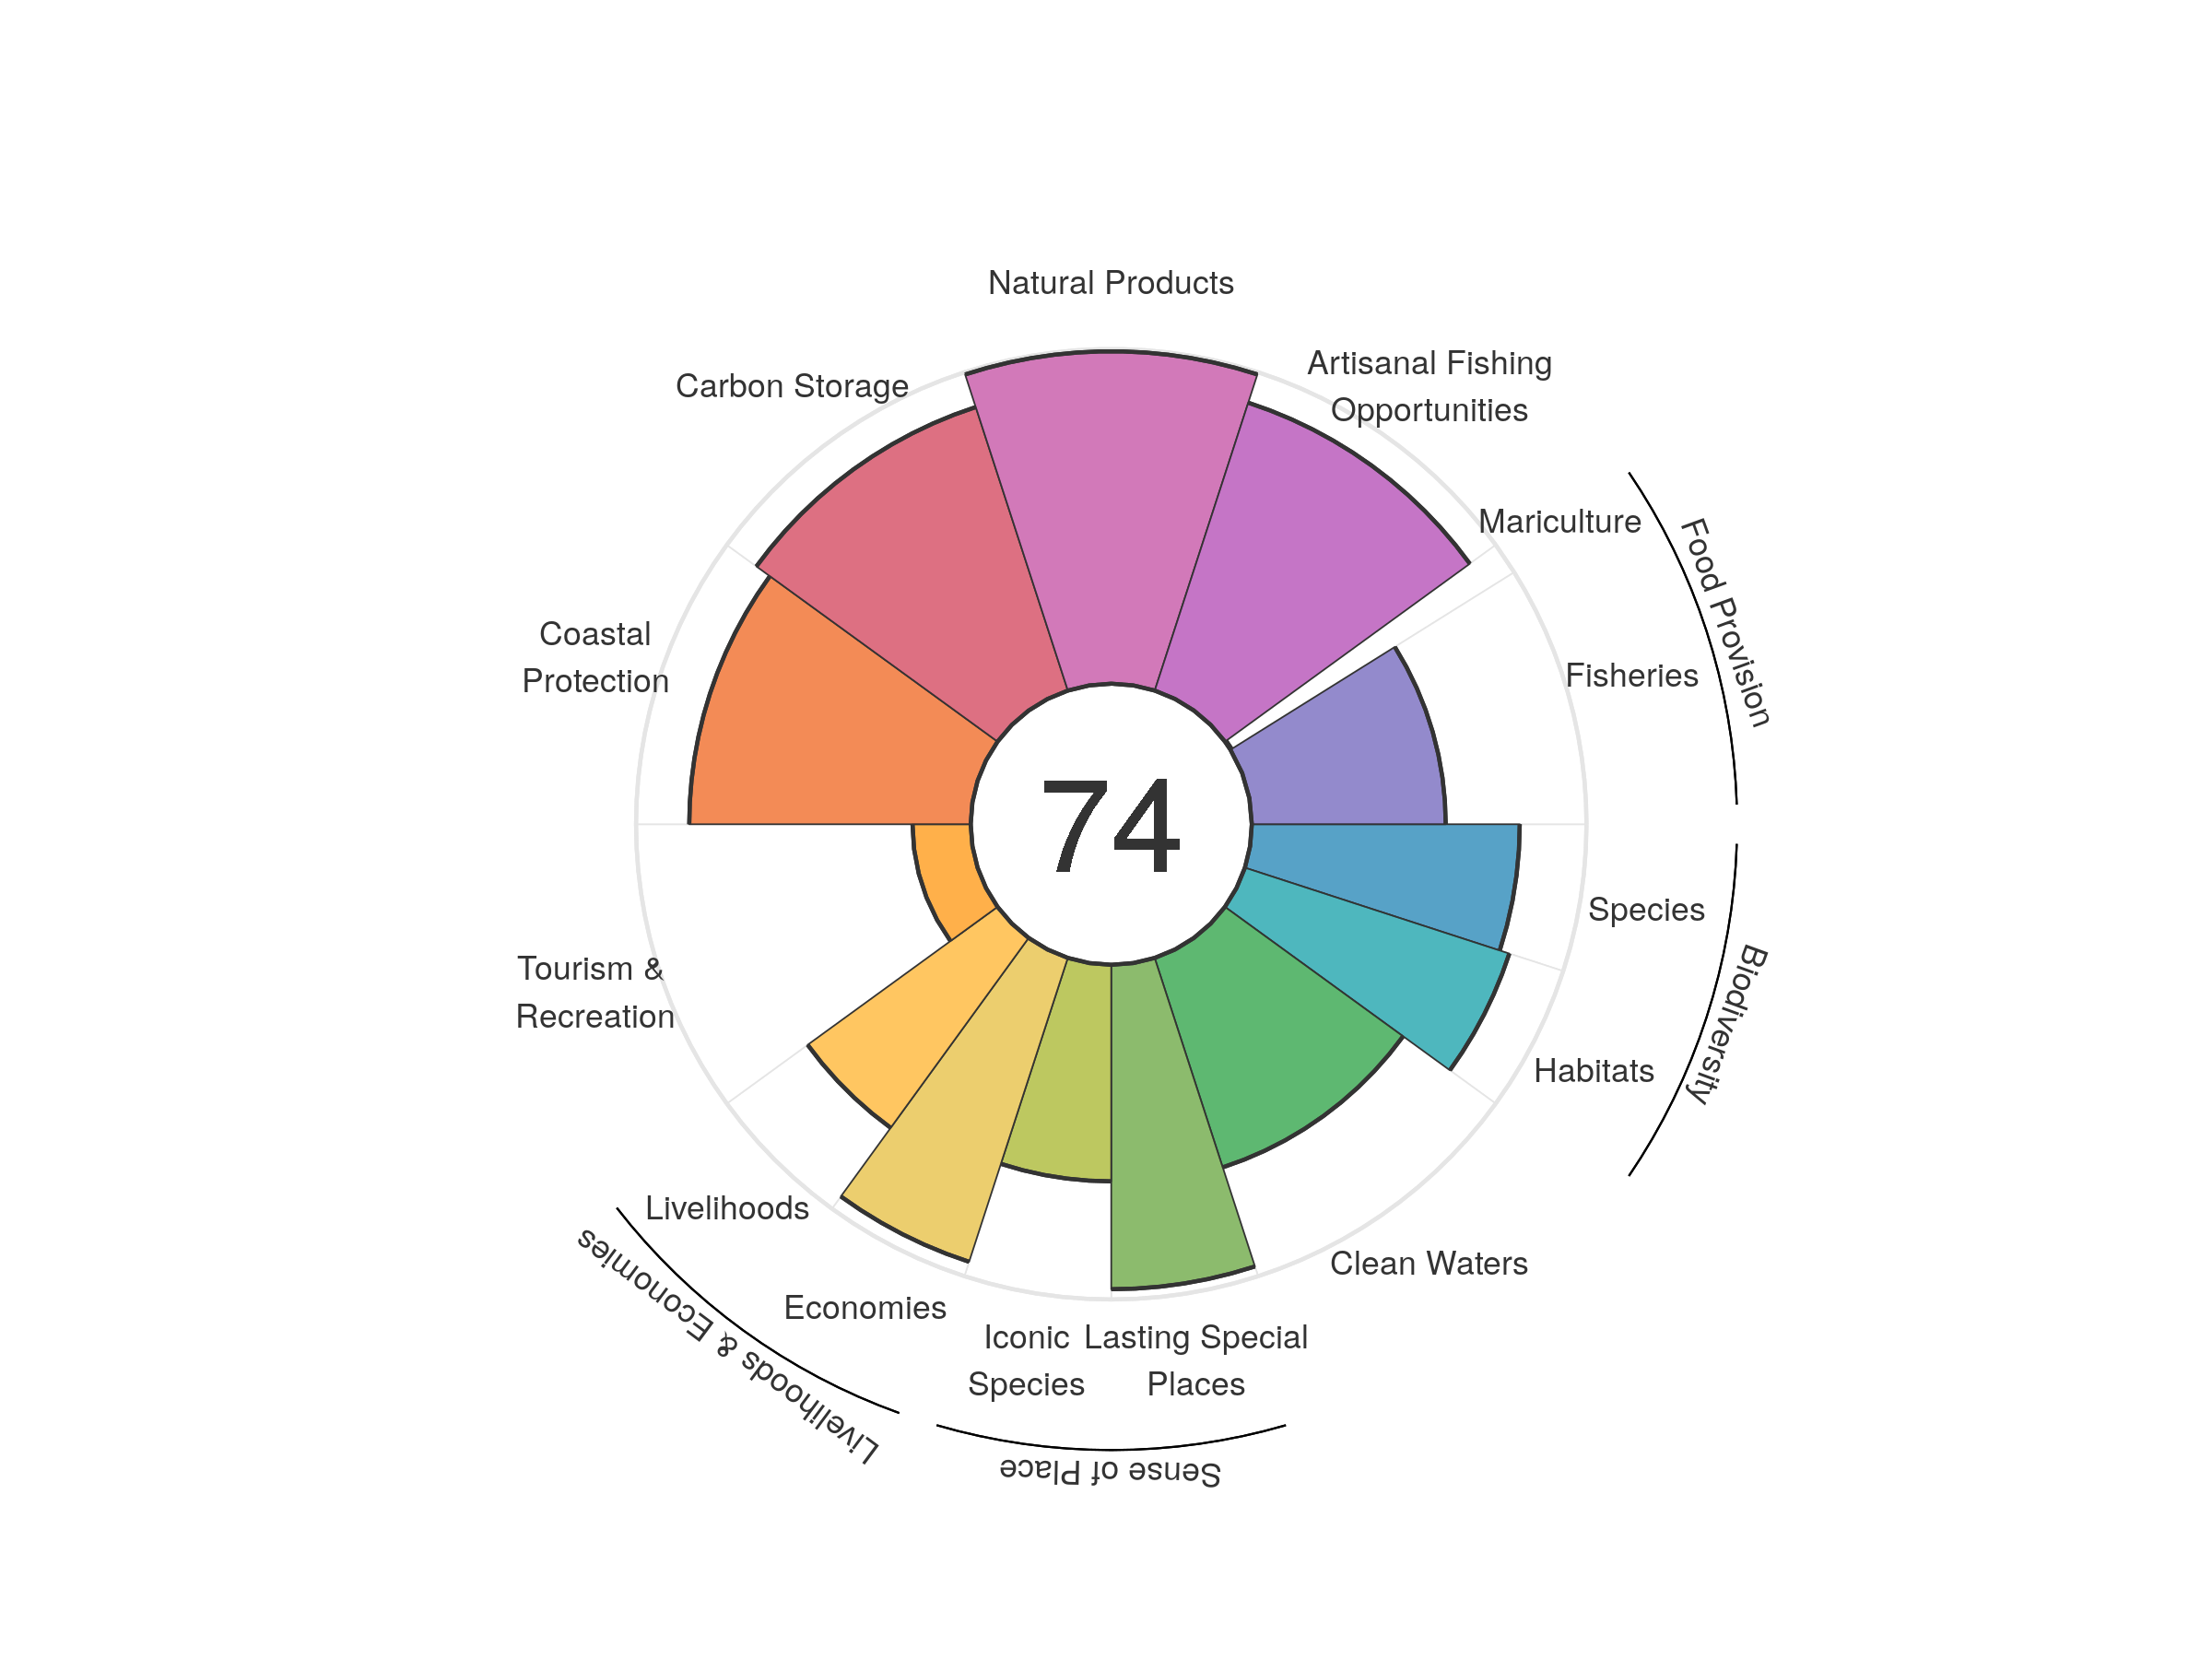 Natural Products
Carbon Storage
Artisanal Fishing
Opportunities
Mariculture
Food Provision
Fisheries
Coastal
Protection
74
Species
Biodiversity
Habitats
Tourism &
Recreation
Livelihoods
Livelihoods & Economies
Economies
Clean Waters
Iconic
Species
Lasting Special
Places
Sense of Place